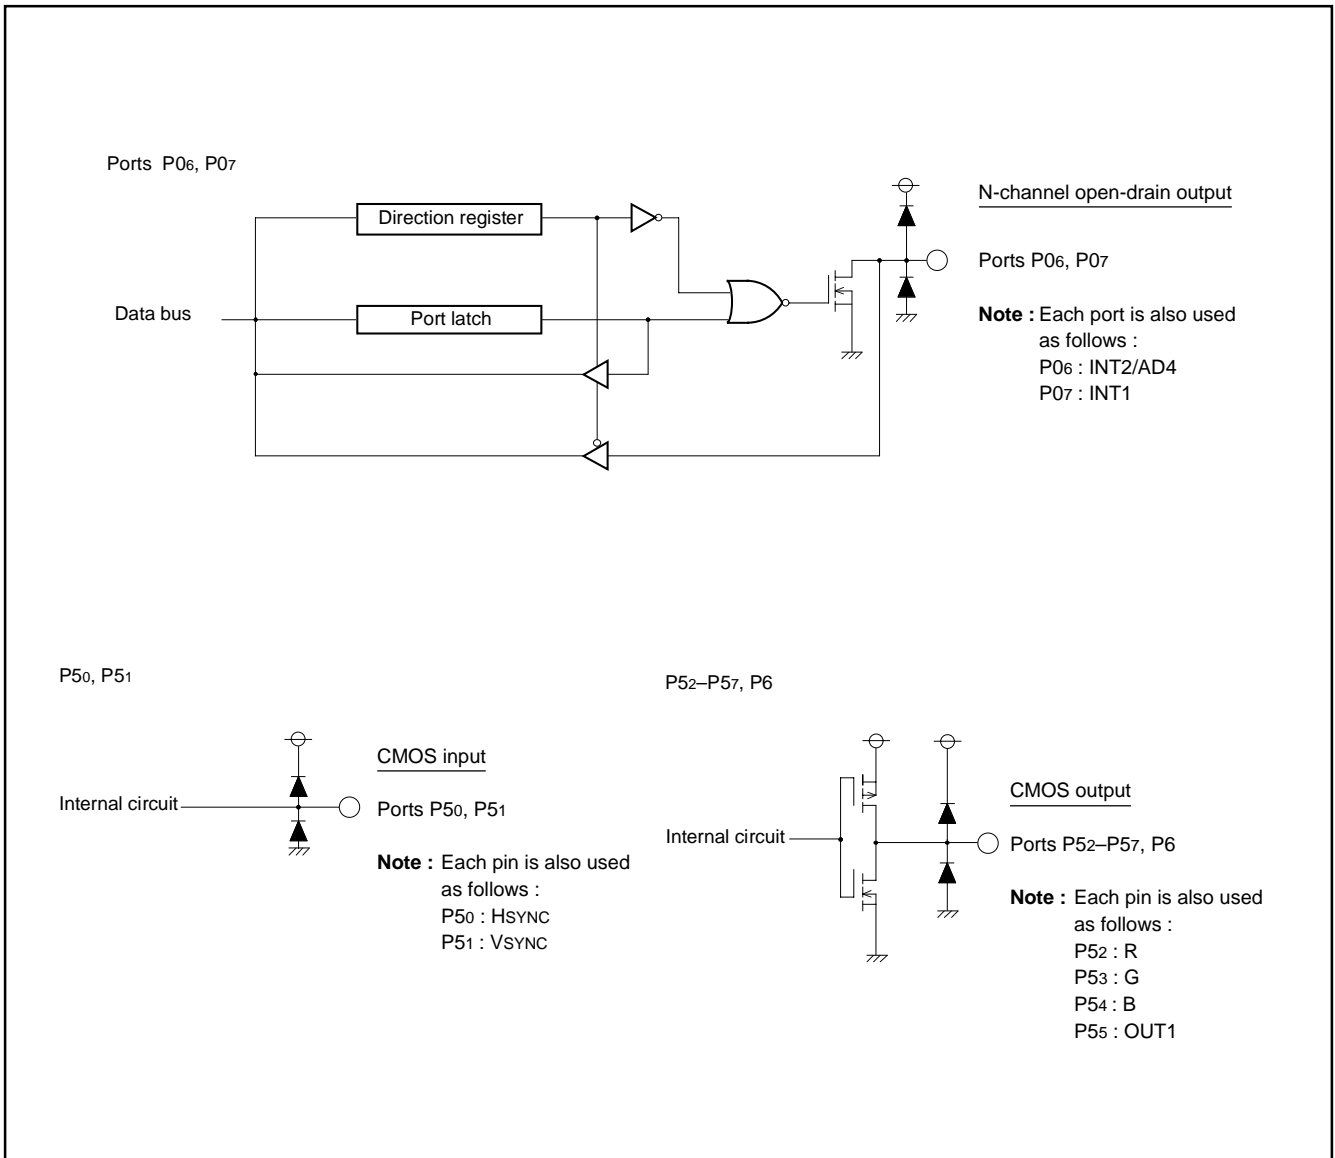 Ports P06, P07
Direction register
N-channel open-drain output
Ports P06, P07
Data bus
Port latch
Note : Each port is also used
as follows :
P06 : INT2/AD4
P07 : INT1
P50, P51
CMOS input
Internal circuit
Ports P50, P51
Note : Each pin is also used
as follows :
P50 : HSYNC
P51 : VSYNC
P52–P57, P6
CMOS output
Internal circuit
Ports P52–P57, P6
Note : Each pin is also used
as follows :
P52 : R
P53 : G
P54 : B
P55 : OUT1